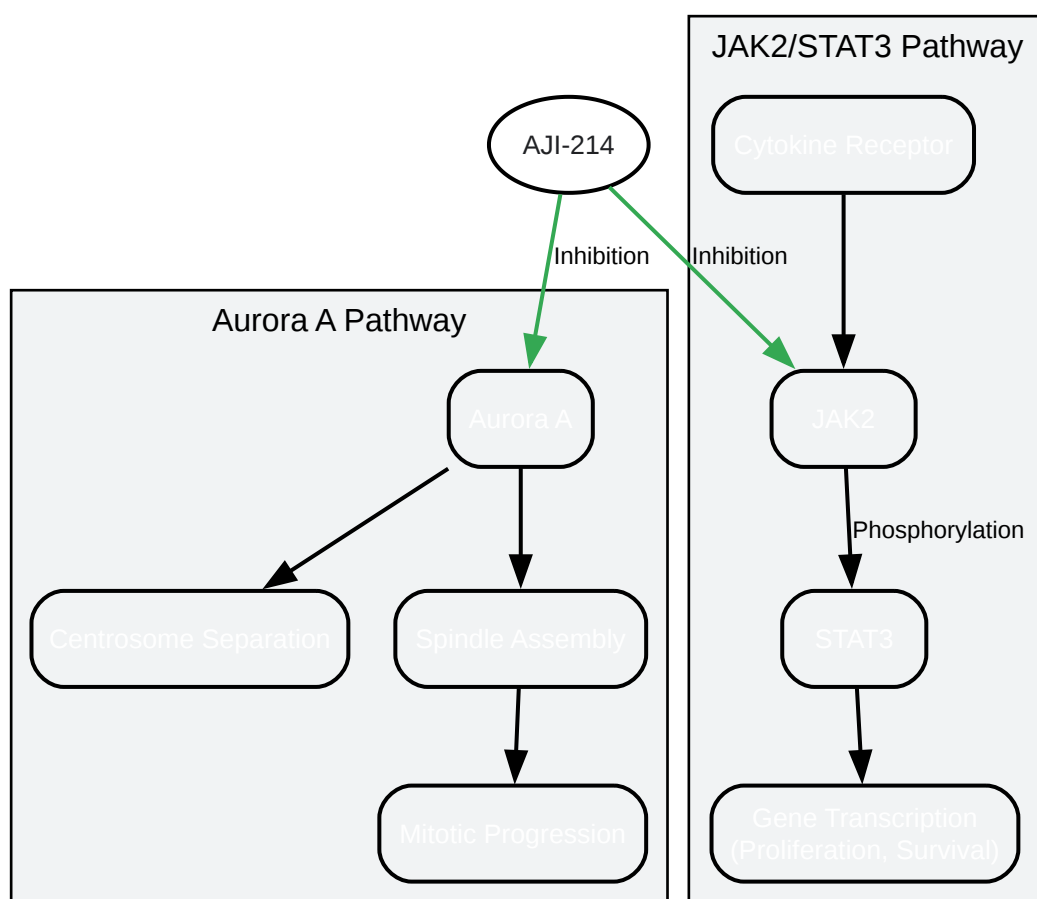 JAK2/STAT3 Pathway
Cytokine Receptor
AJI-214
Inhibition
Inhibition
Aurora A Pathway
Aurora A
JAK2
Phosphorylation
Centrosome Separation
Spindle Assembly
STAT3
Mitotic Progression
Gene Transcription
(Proliferation, Survival)